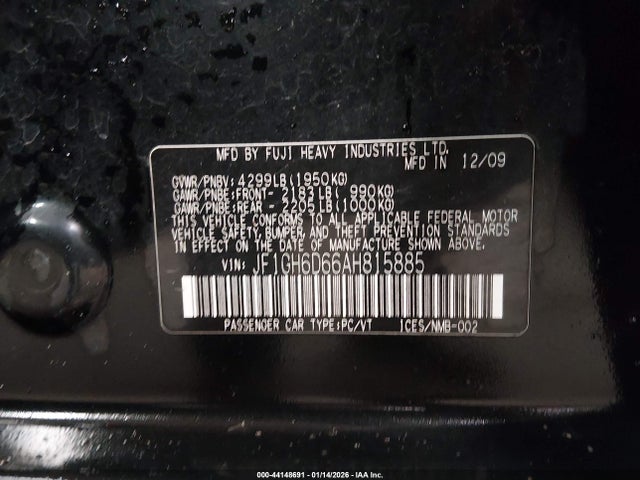 MFD BY FUJI HEAVY INDUSTRIES LTD.
MFD IN 12/09
GVWR/PNBV: 4299LB(1950KG)
GAWR/PNBE:FRONT- 2183LB( 990KG)
GAWR/PNBE:REAR - 2205LB(1000KG)
THIS VEHICLE CONFORMS TO ALL APPLICABLE FEDERAL MOTOR
VEHICLE SAFETY,BUMPER, AND THEFT PREVENTION STANDARDS
IN EFFECT ON THE DATE OF MANUFACTURE SHOWN ABOVE.
VIN: JF1GH6D66AH815885
PASSENGER CAR TYPE:PC/VT 1CES/NMB-002
000-44148691 - 01/14/2026 - IAA Inc.